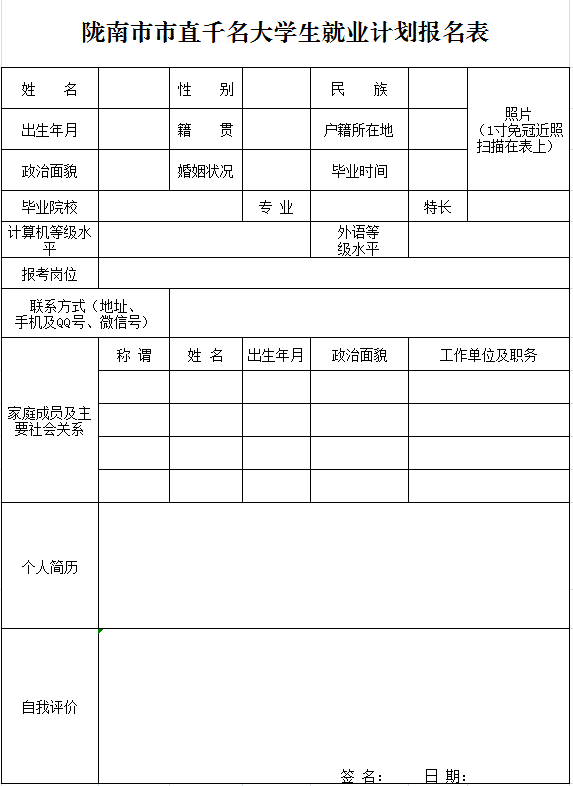 陇南市市直千名大学生就业计划报名表
姓　　名　性　　别　民　　族　照片
（1寸免冠近照
扫描在表上）
出生年月　籍　　贯　户籍所在地
政治面貌　婚姻状况　毕业时间
毕业院校　专 业　特长
计算机等级水
平
外语等
级水平
报考岗位
联系方式（地址、
手机及QQ号、微信号）
家庭成员及主
要社会关系
称 谓　姓 名　出生年月　政治面貌　工作单位及职务
个人简历
自我评价
签 名：　日 期：